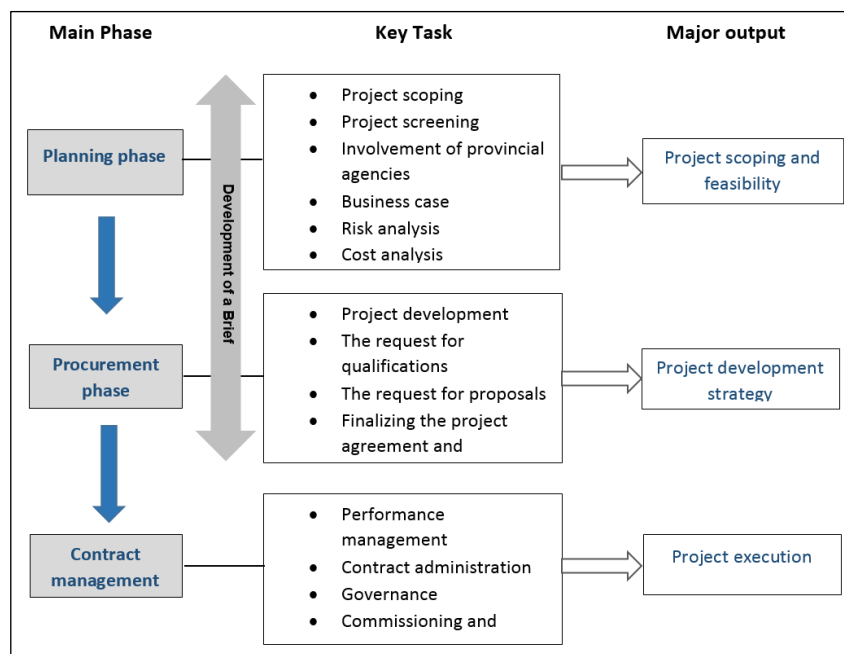 Main Phase
Key Task
Major output
Planning phase
Development of a Brief
• Project scoping
• Project screening
• Involvement of provincial
agencies
• Business case
• Risk analysis
• Cost analysis
Project scoping and
feasibility
Procurement
phase
• Project development
• The request for
qualifications
• The request for proposals
• Finalizing the project
agreement and
Project development
strategy
Contract
management
• Performance
management
• Contract administration
• Governance
• Commissioning and
Project execution